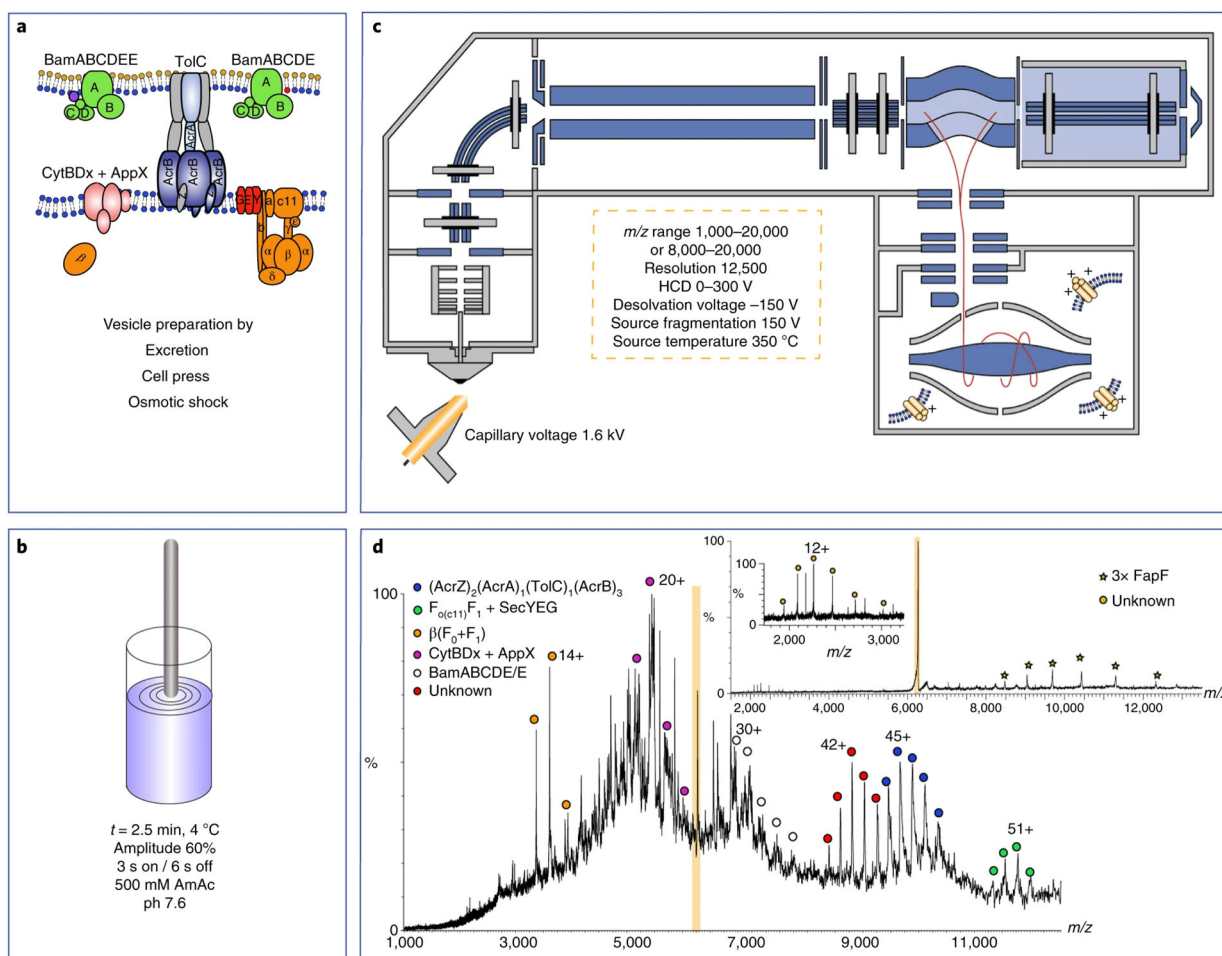 a
BamABCDEE
TolC
BamABCDE
A
B
C
D
A
B
C
D
AcrA
AcrB
AcrB
AcrB
Z
Z
CytBDx + AppX
G
E
Y
a
c11
b
γ
ε
α
β
α
δ
β
Vesicle preparation by
Excretion
Cell press
Osmotic shock
b
t = 2.5 min, 4 °C
Amplitude 60%
3 s on / 6 s off
500 mM AmAc
ph 7.6
c
m/z range 1,000–20,000
or 8,000–20,000
Resolution 12,500
HCD 0–300 V
Desolvation voltage –150 V
Source fragmentation 150 V
Source temperature 350 °C
Capillary voltage 1.6 kV
+ +
+
+
+
+
+
d
(AcrZ)2(AcrA)1(TolC)1(AcrB)3
Fo(c11)F1 + SecYEG
β(F0+F1)
CytBDx + AppX
BamABCDE/E
Unknown
100
%
0
14+
20+
30+
42+
45+
51+
1,000 3,000 5,000 7,000 9,000 11,000 m/z
100
%
0
2,000 4,000 6,000 8,000 10,000 12,000 m/z
100
%
0
12+
2,000 3,000
m/z
3× FapF
Unknown